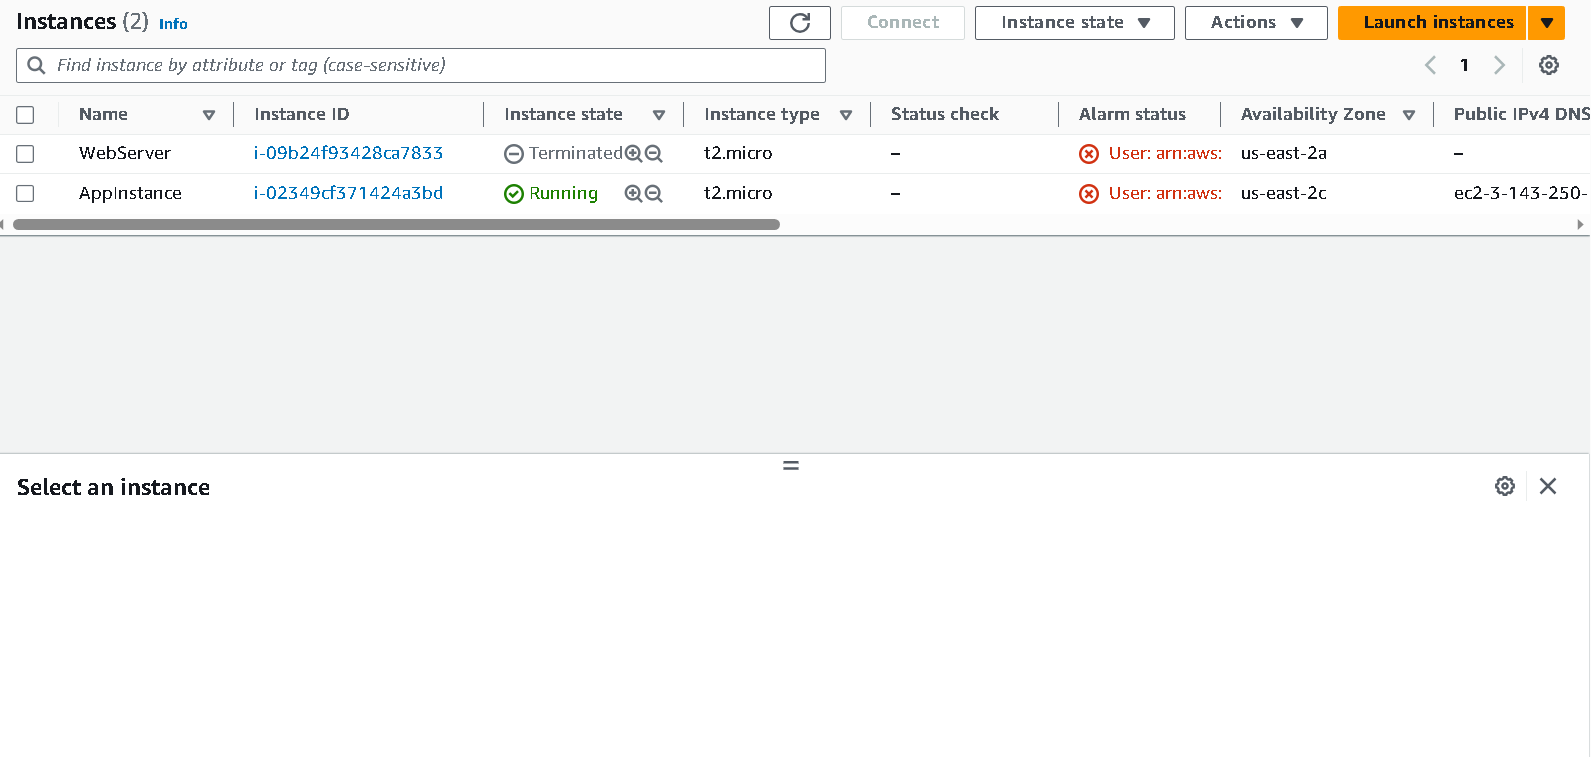 Instances (2) Info
Connect Instance state Actions Launch instances
Find instance by attribute or tag (case-sensitive)
1
Name Instance ID Instance state Instance type Status check Alarm status Availability Zone Public IPv4 DNS
WebServer i-09b24f93428ca7833 Terminated t2.micro – User: arn:aws: us-east-2a –
AppInstance i-02349cf371424a3bd Running t2.micro – User: arn:aws: us-east-2c ec2-3-143-250-
Select an instance